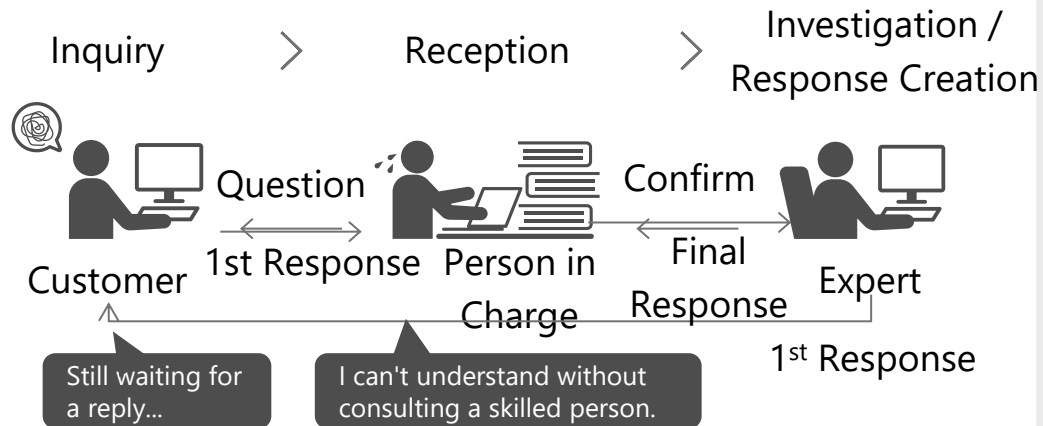 Inquiry
Reception
Investigation /
Response Creation
Question
1st Response
Confirm
Final
Response
Customer
Person in
Charge
Expert
1st Response
Still waiting for
a reply...
I can't understand without
consulting a skilled person.